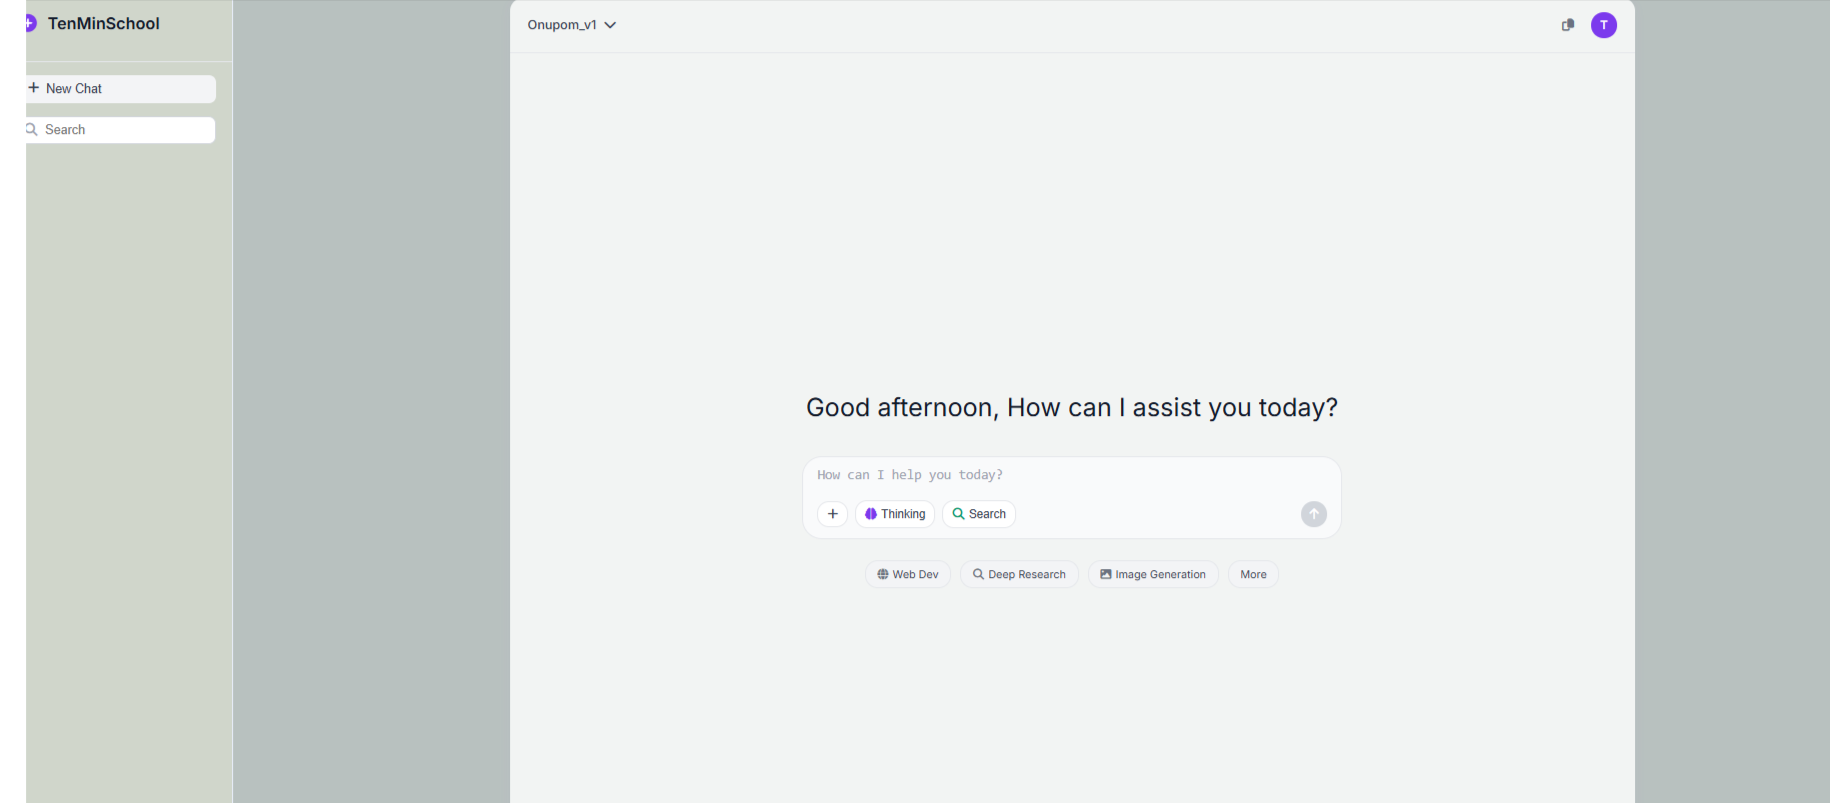 TenMinSchool
New Chat
Search
Onupom_v1
T
Good afternoon, How can I assist you today?
How can I help you today?
Thinking
Search
Web Dev
Deep Research
Image Generation
More